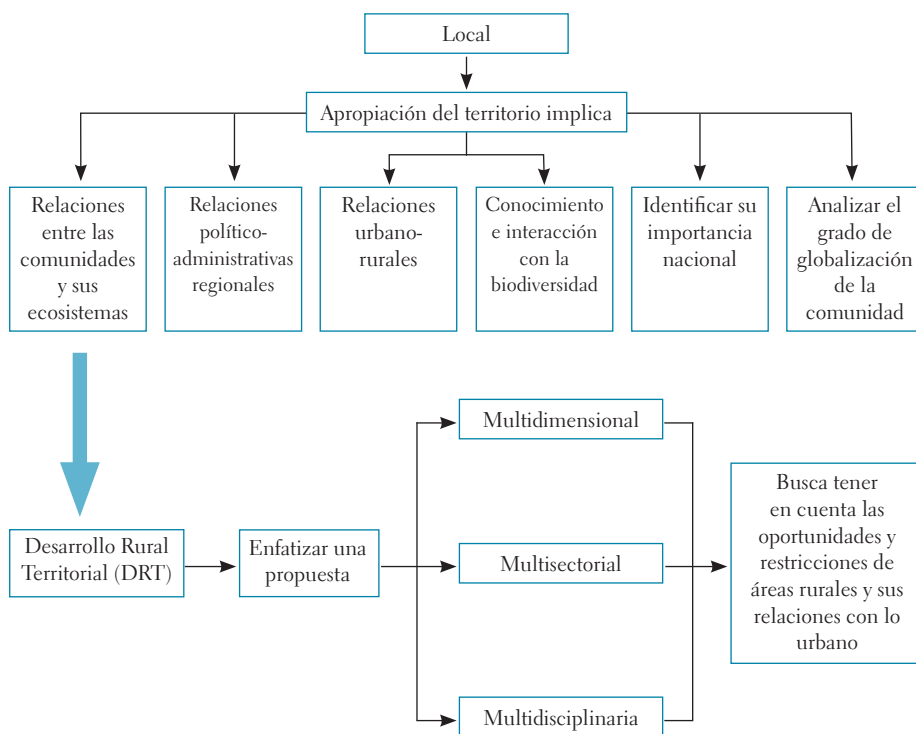 Local
Apropiación del territorio implica
Relaciones
entre las
comunidades
y sus
ecosistemas
Relaciones
político-
administrativas
regionales
Relaciones
urbano-
rurales
Conocimiento
e interacción
con la
biodiversidad
Identificar su
importancia
nacional
Analizar el
grado de
globalización
de la
comunidad
Desarrollo Rural
Territorial (DRT)
Enfatizar una
propuesta
Multidimensional
Multisectorial
Multidisciplinaria
Busca tener
en cuenta las
oportunidades y
restricciones de
áreas rurales y sus
relaciones con lo
urbano